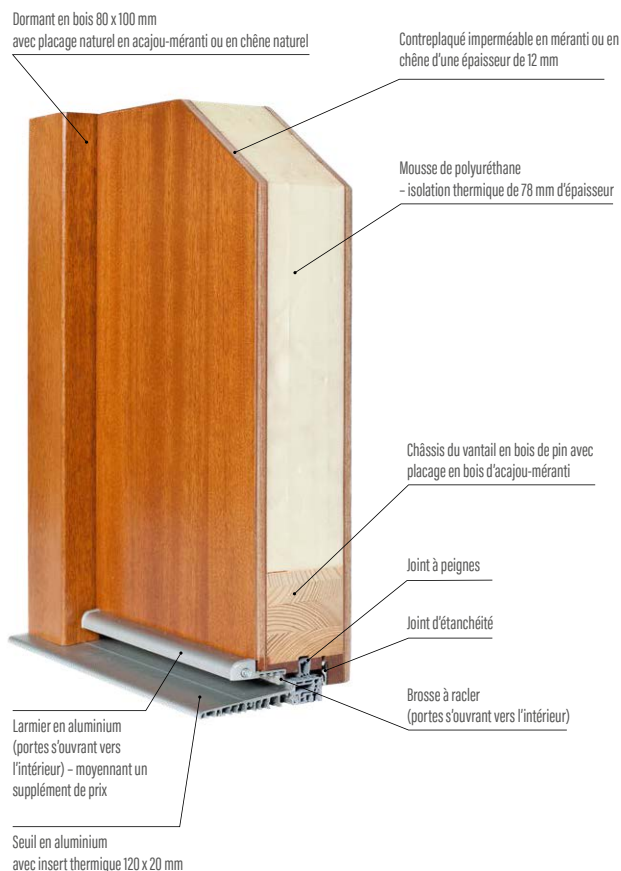 Dormant en bois 80 x 100 mm
avec placage naturel en acajou-méranti ou en chêne naturel
Contreplaqué imperméable en méranti ou en
chêne d'une épaisseur de 12 mm
Mousse de polyuréthane
– isolation thermique de 78 mm d'épaisseur
Châssis du vantail en bois de pin avec
placage en bois d'acajou-méranti
Joint à peignes
Joint d'étanchéité
Brosse à racler
(portes s'ouvrant vers l'intérieur)
Larmier en aluminium
(portes s'ouvrant vers
l'intérieur) – moyennant un
supplément de prix
Seuil en aluminium
avec insert thermique 120 x 20 mm